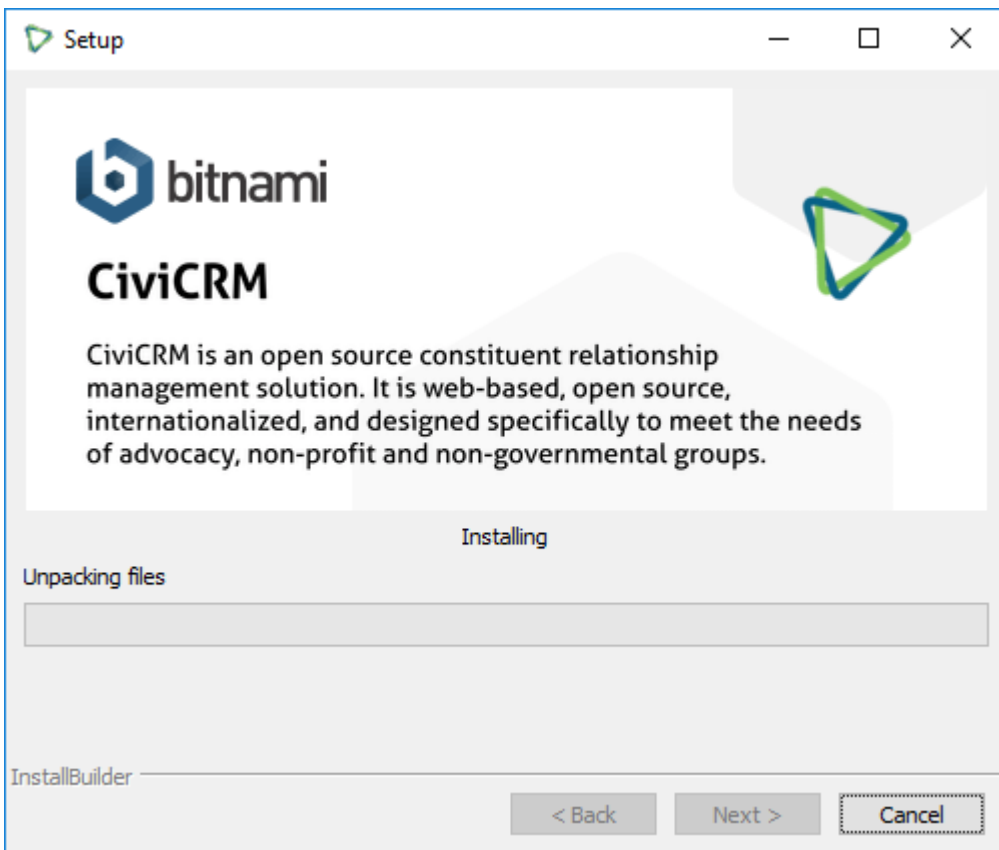 Setup
bitnami
CiviCRM
CiviCRM is an open source constituent relationship
management solution. It is web-based, open source,
internationalized, and designed specifically to meet the needs
of advocacy, non-profit and non-governmental groups.
Installing
Unpacking files
InstallBuilder
< Back Next > Cancel